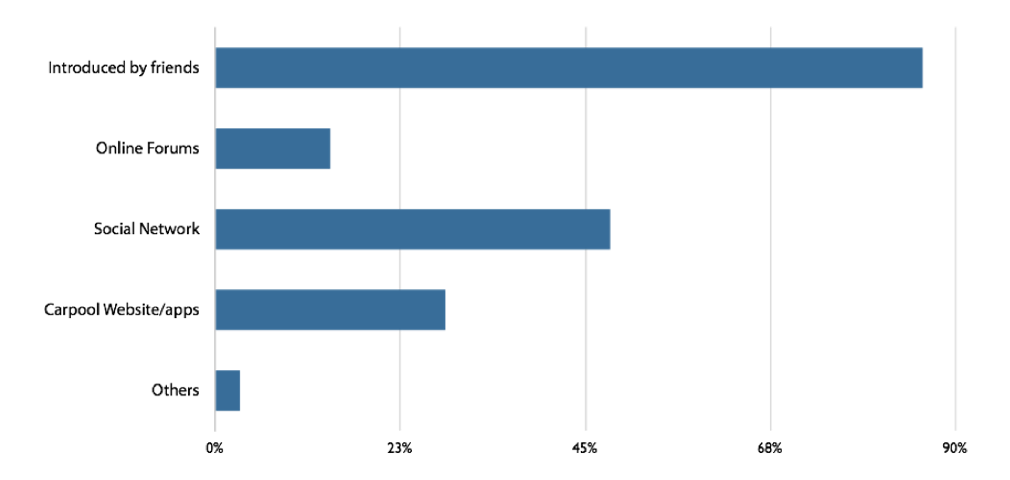 Introduced by friends
Online Forums
Social Network
Carpool Website/apps
Others
0% 23% 45% 68% 90%